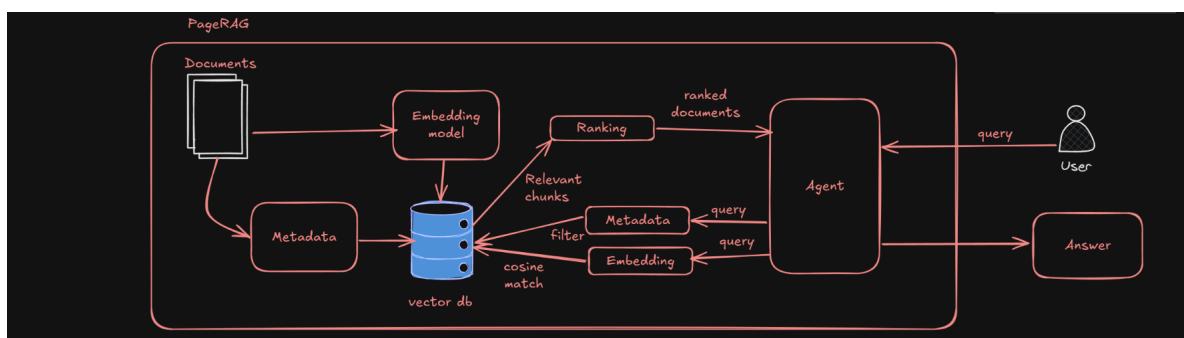 PageRAG
Documents
Embedding
model
Metadata
vector db
Ranking
ranked
documents
Relevant
chunks
Metadata
filter
Embedding
cosine
match
query
query
Agent
query
User
Answer